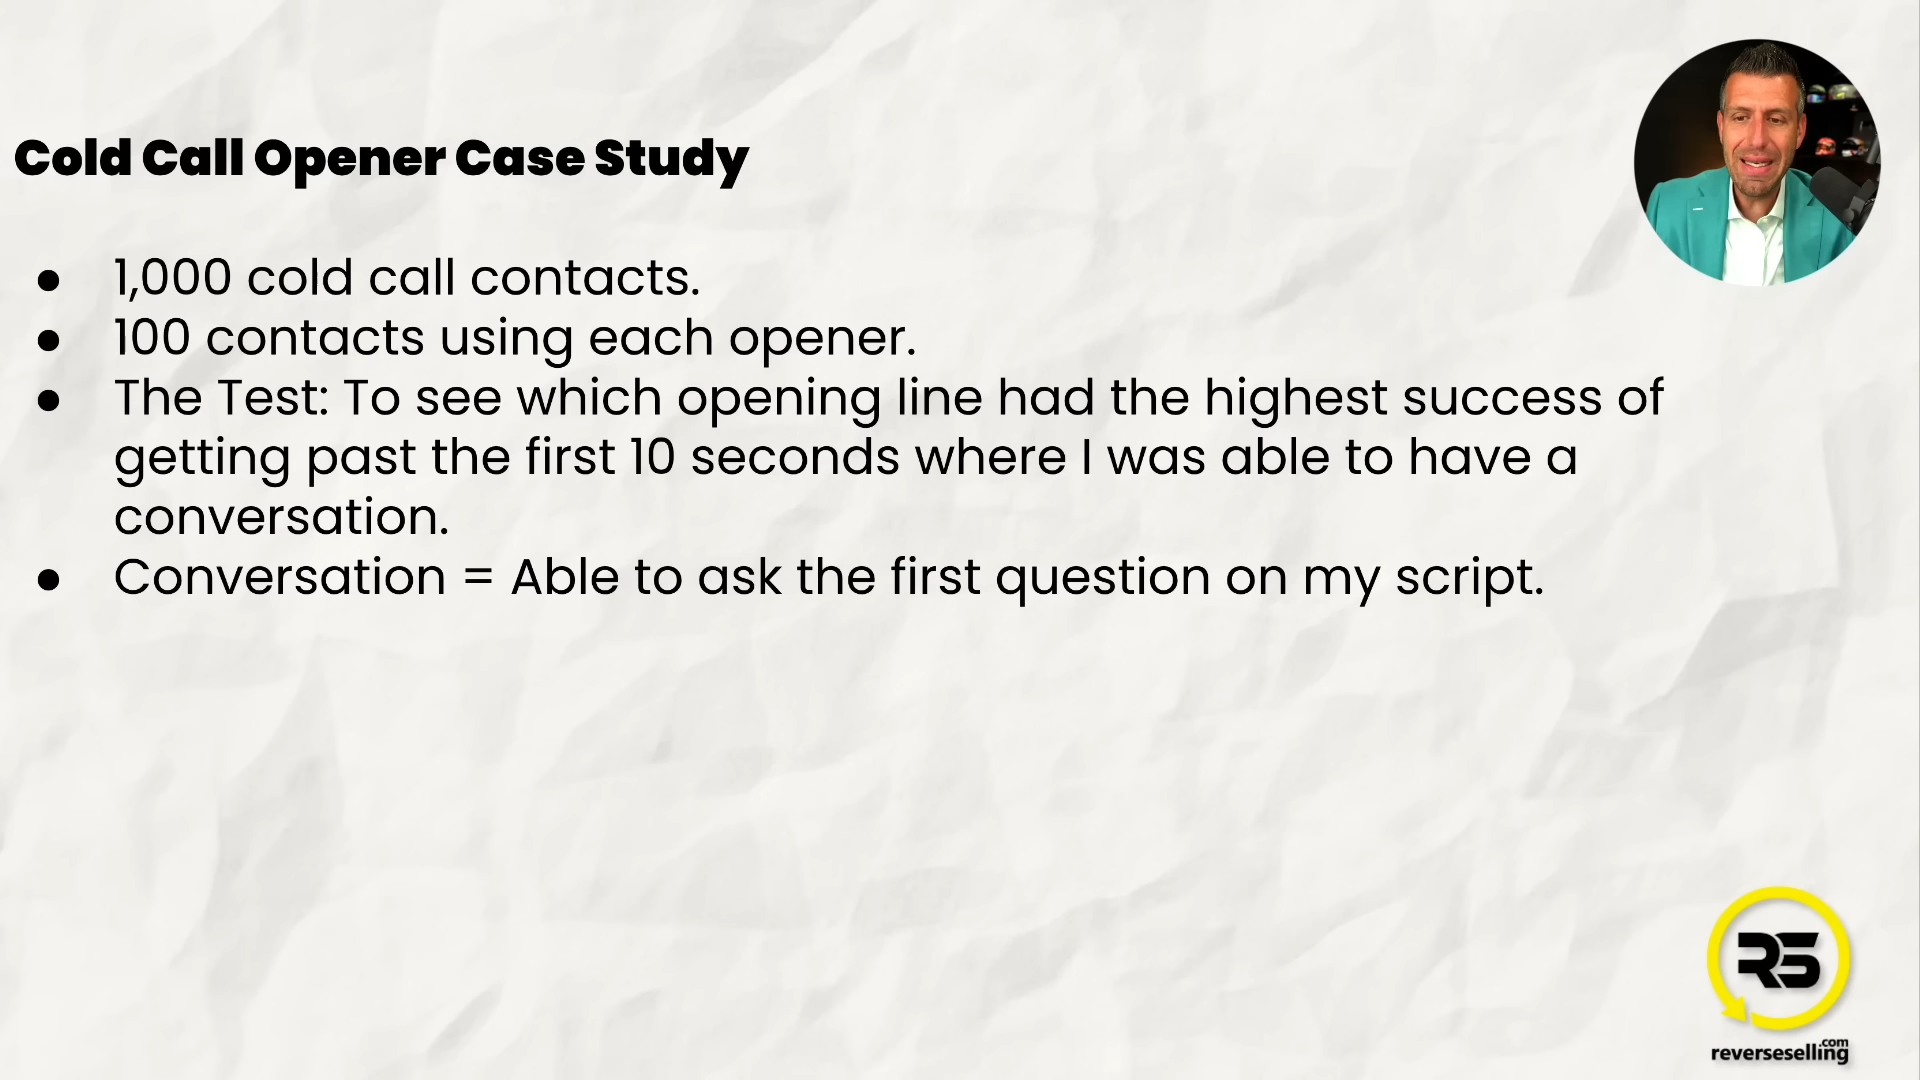 Cold Call Opener Case Study
● 1,000 cold call contacts.
● 100 contacts using each opener.
● The Test: To see which opening line had the highest success of
getting past the first 10 seconds where I was able to have a
conversation.
● Conversation = Able to ask the first question on my script.
RS
reverseselling.com